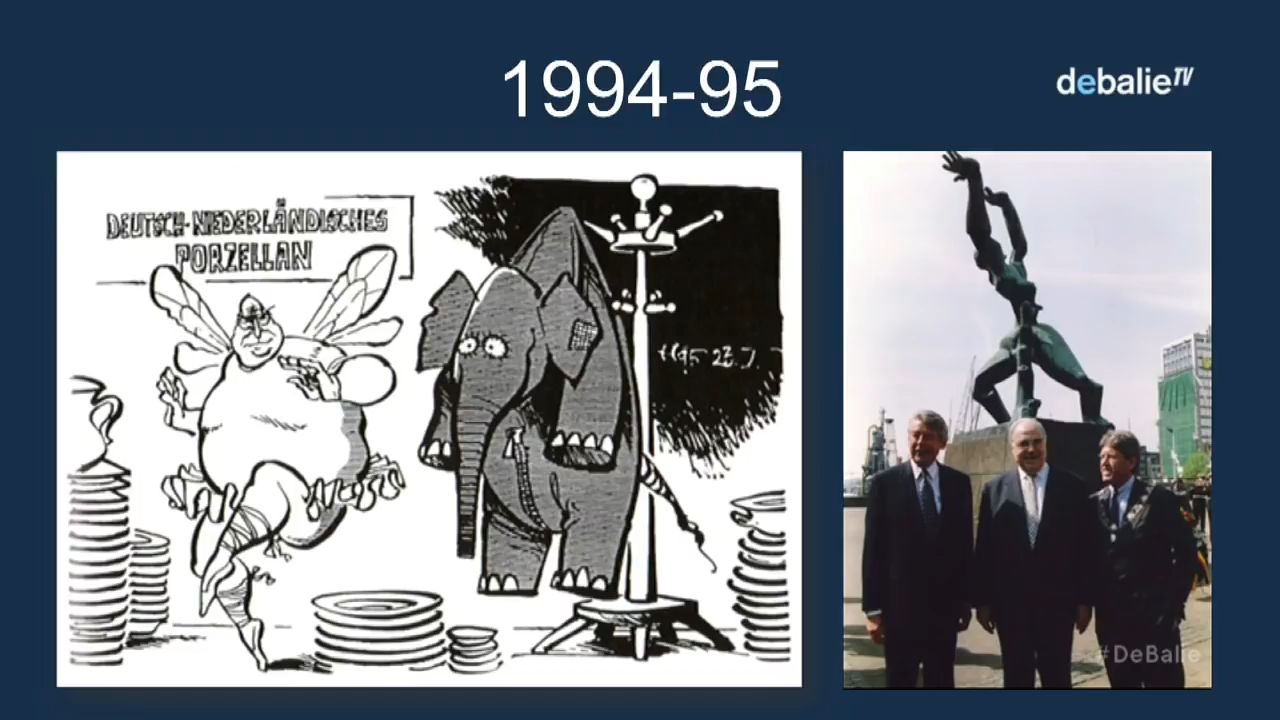 1994-95
debalieTV
DEUTSCH-NIEDERLÄNDISCHES
PORZELLAN
#DeBalie